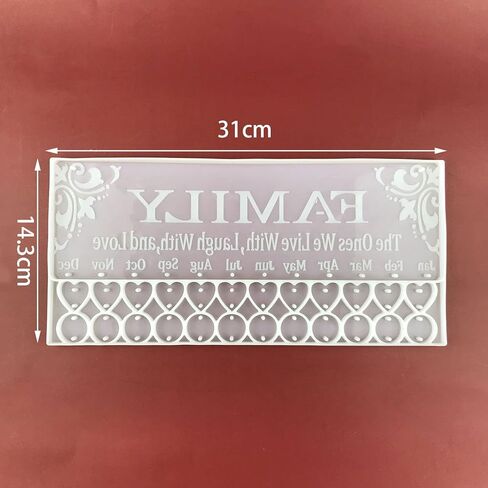 31cm
14.3cm
FAMILY
The Ones We Live With, Laugh With, and Love
Jan Feb Mar Apr May Jun Jul Aug Sep Oct Nov Dec